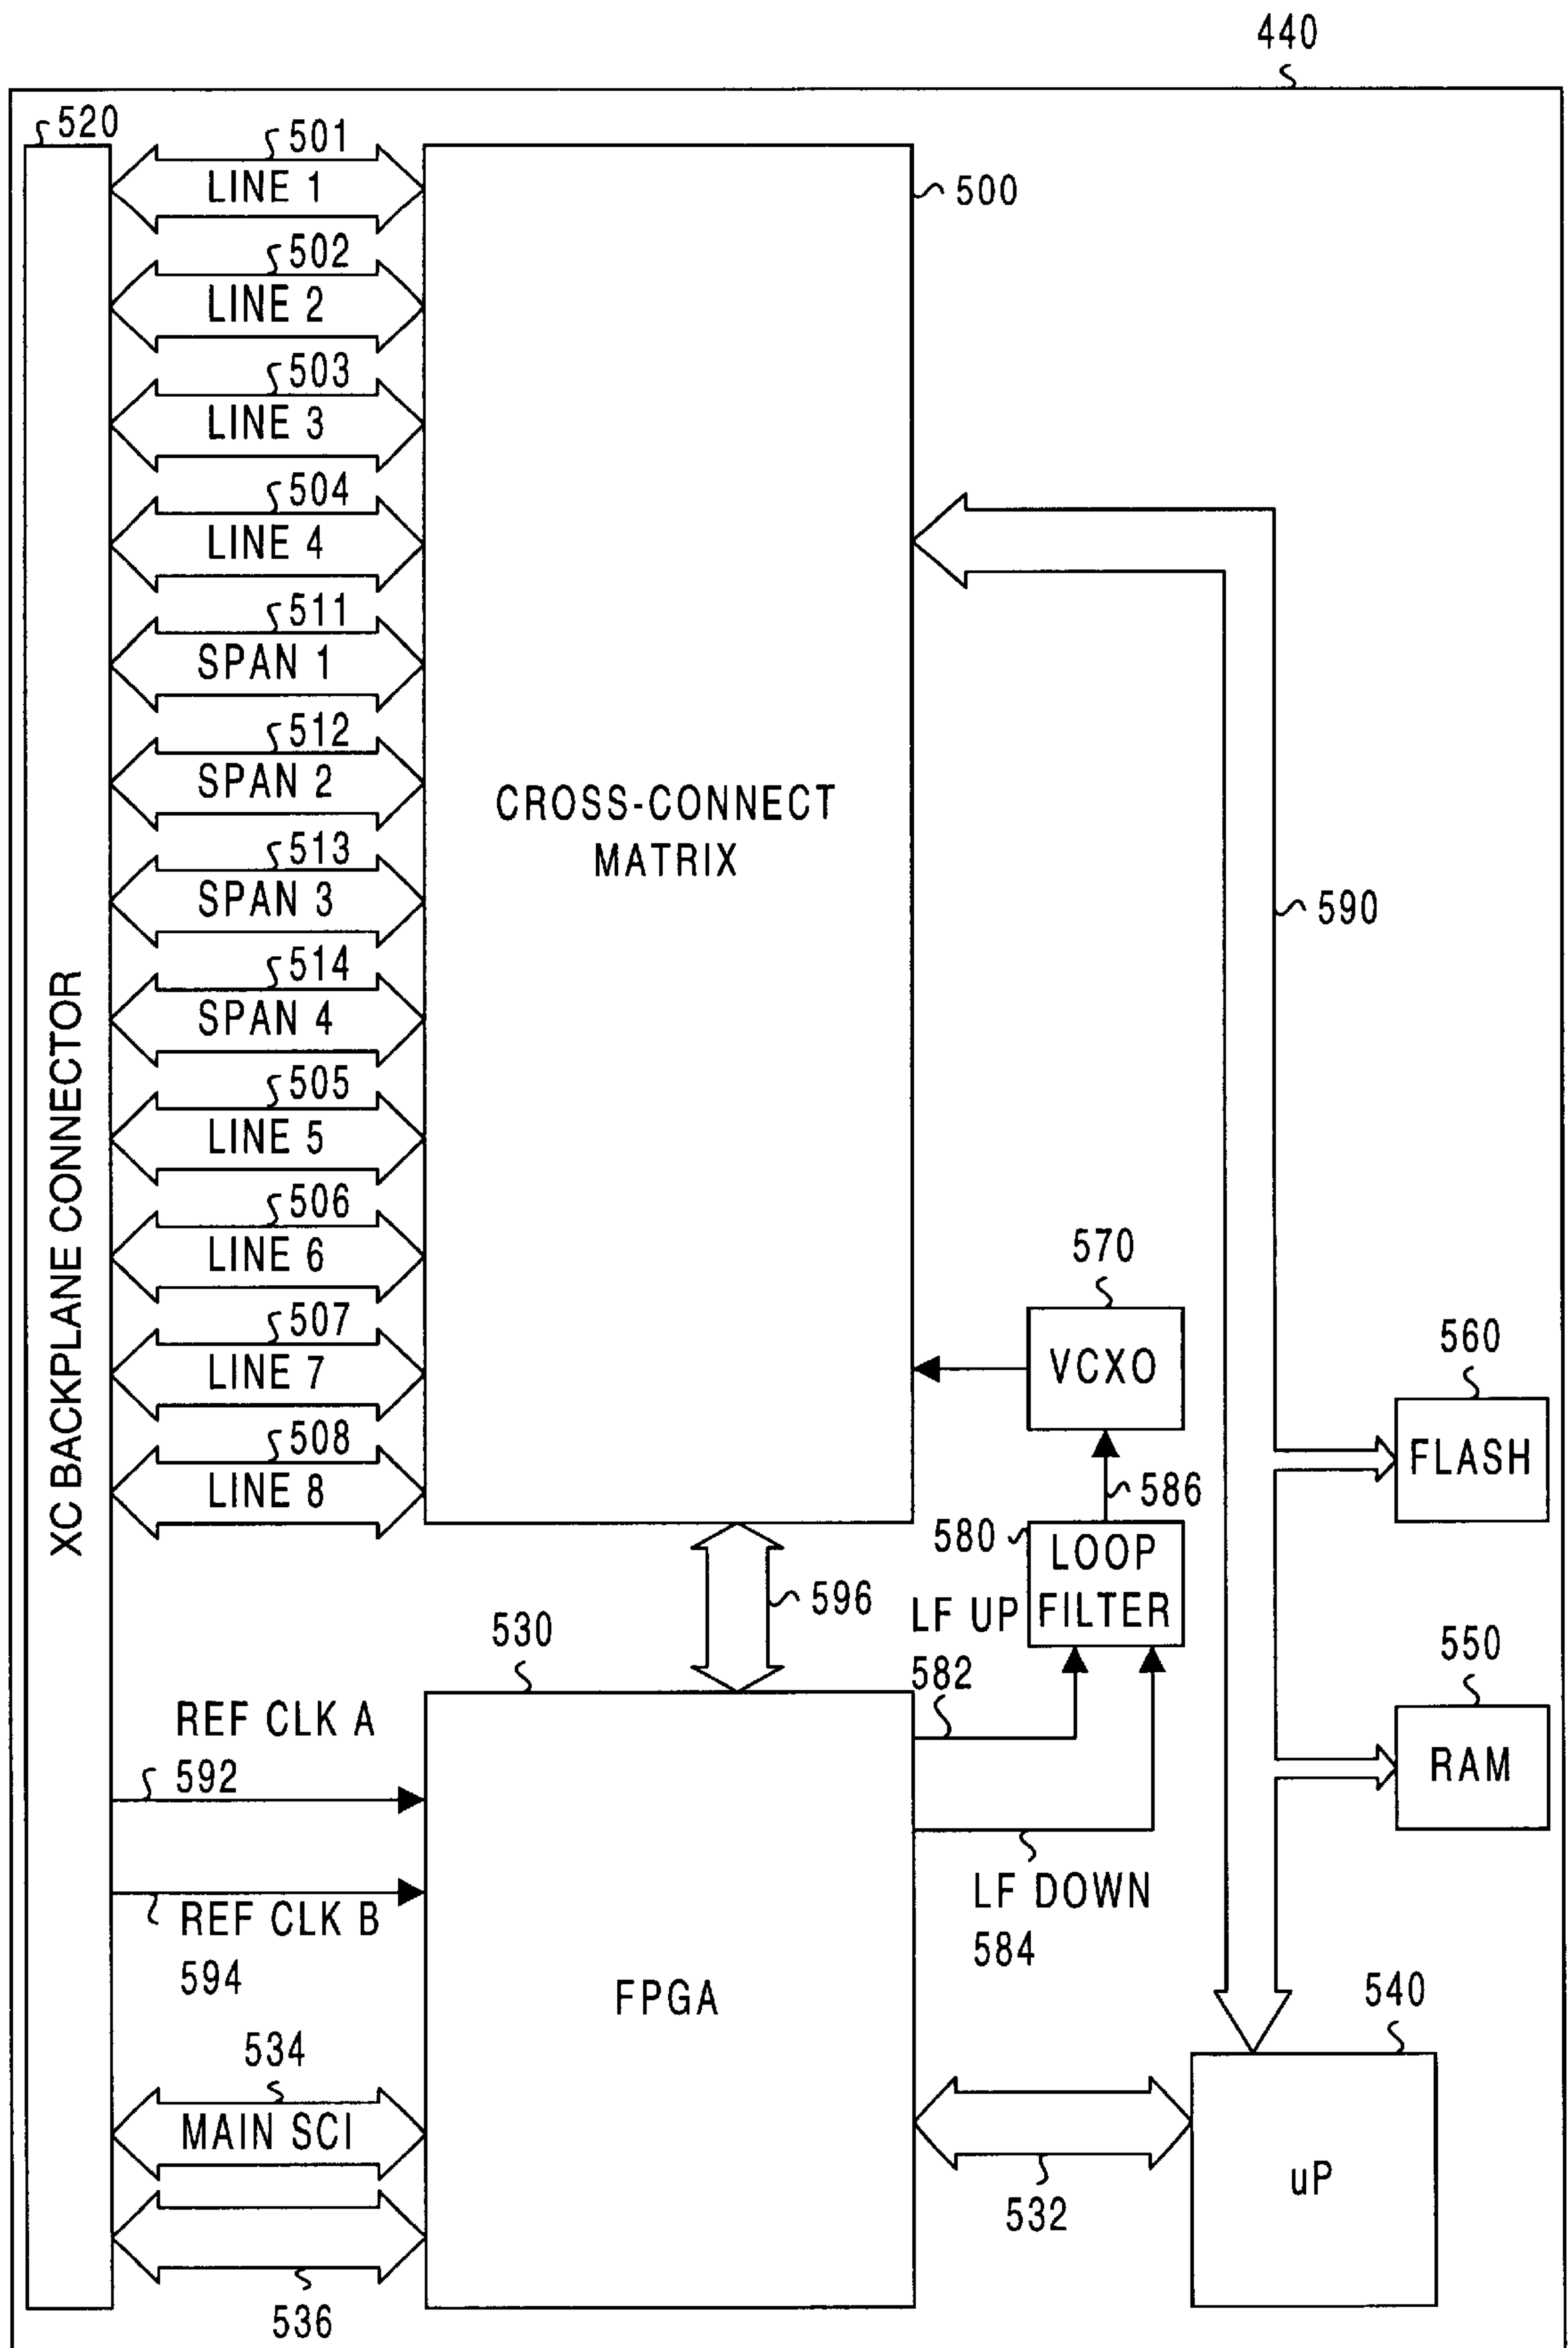 440
520
501
LINE 1
500
502
LINE 2
503
LINE 3
504
LINE 4
511
SPAN 1
512
SPAN 2
CROSS-CONNECT
MATRIX
513
SPAN 3
590
514
SPAN 4
XC BACKPLANE CONNECTOR
505
LINE 5
506
LINE 6
570
VCXO
507
LINE 7
560
FLASH
508
LINE 8
586
580
LOOP
FILTER
596
LF UP
582
530
550
RAM
REF CLK A
592
LF DOWN
584
REF CLK B
594
FPGA
540
uP
534
MAIN SCI
532
536